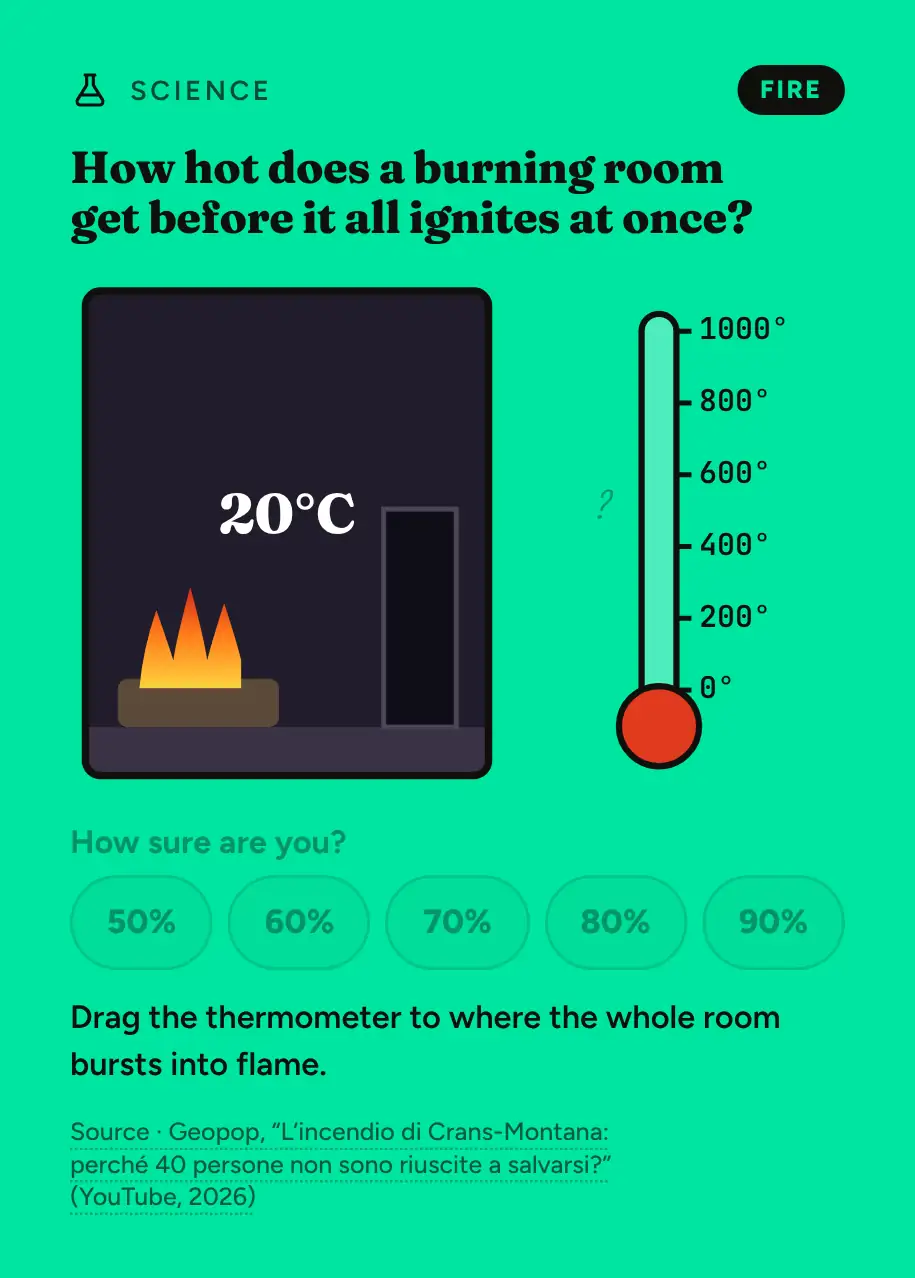 SCIENCE
FIRE
How hot does a burning room
get before it all ignites at once?
20°C
1000°
800°
600°
?
400°
200°
0°
How sure are you?
50%
60%
70%
80%
90%
Drag the thermometer to where the whole room
bursts into flame.
Source · Geopop, “L’incendio di Crans-Montana:
perché 40 persone non sono riuscite a salvarsi?”
(YouTube, 2026)